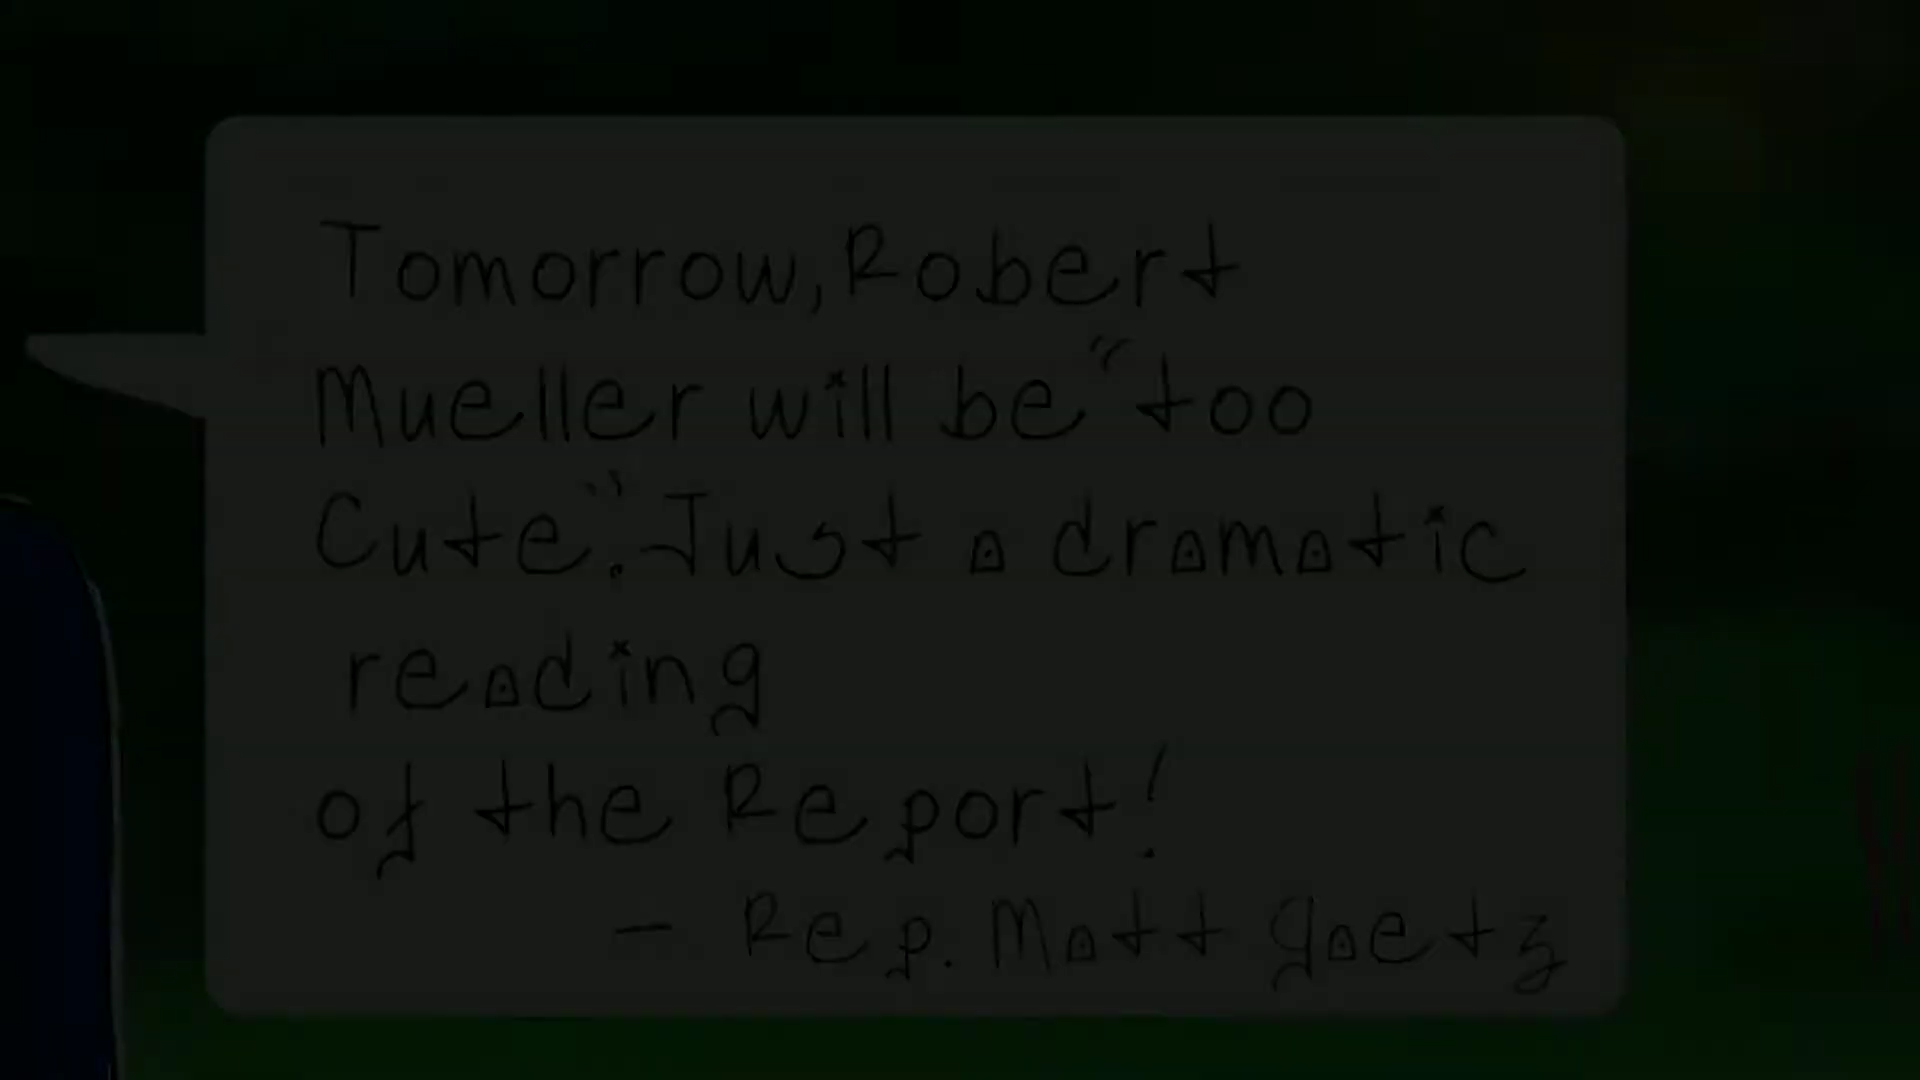 Tomorrow, Robert
Mueller will be "too
Cute". Just a dramatic
reading
of the Report!
- Rep. Matt gaetz